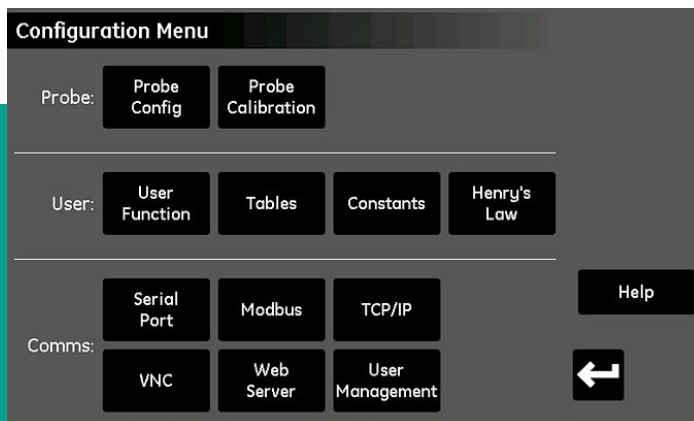 Configuration Menu
Probe:
Probe
Config
Probe
Calibration
User:
User
Function
Tables
Constants
Henry's
Law
Comms:
Serial
Port
Modbus
TCP/IP
Help
VNC
Web
Server
User
Management